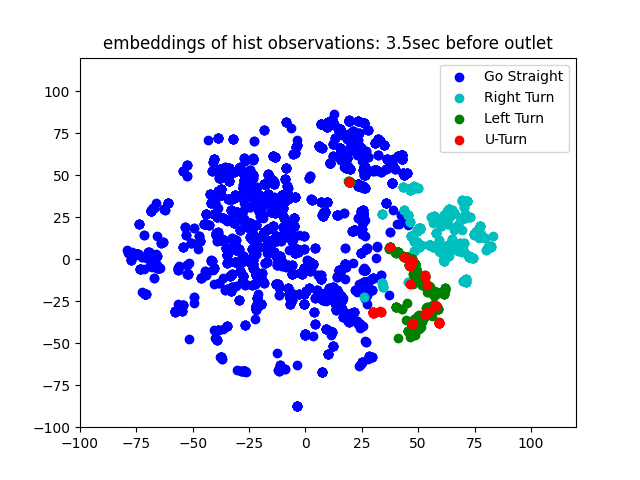 embeddings of hist observations: 3.5sec before outlet
Go Straight
Right Turn
Left Turn
U-Turn
100
75
50
25
0
−25
−50
−75
−100
−100 −75 −50 −25 0 25 50 75 100